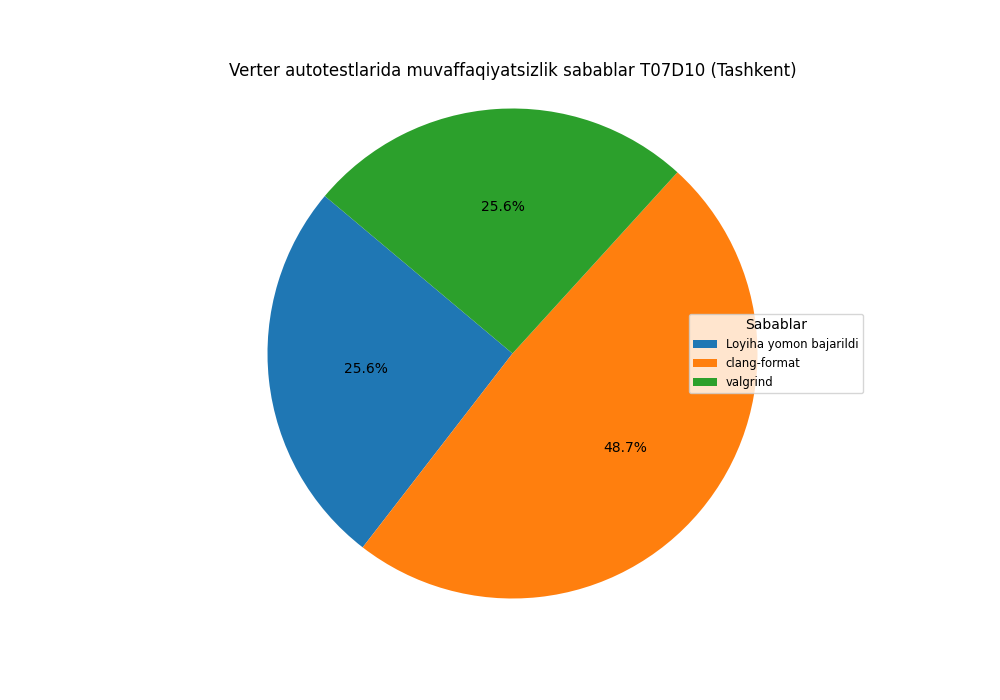 Verter autotestlarida muvaffaqiyatsizlik sabablar T07D10 (Tashkent)
25.6%
25.6%
48.7%
Sabablar
Loyiha yomon bajarildi
clang-format
valgrind